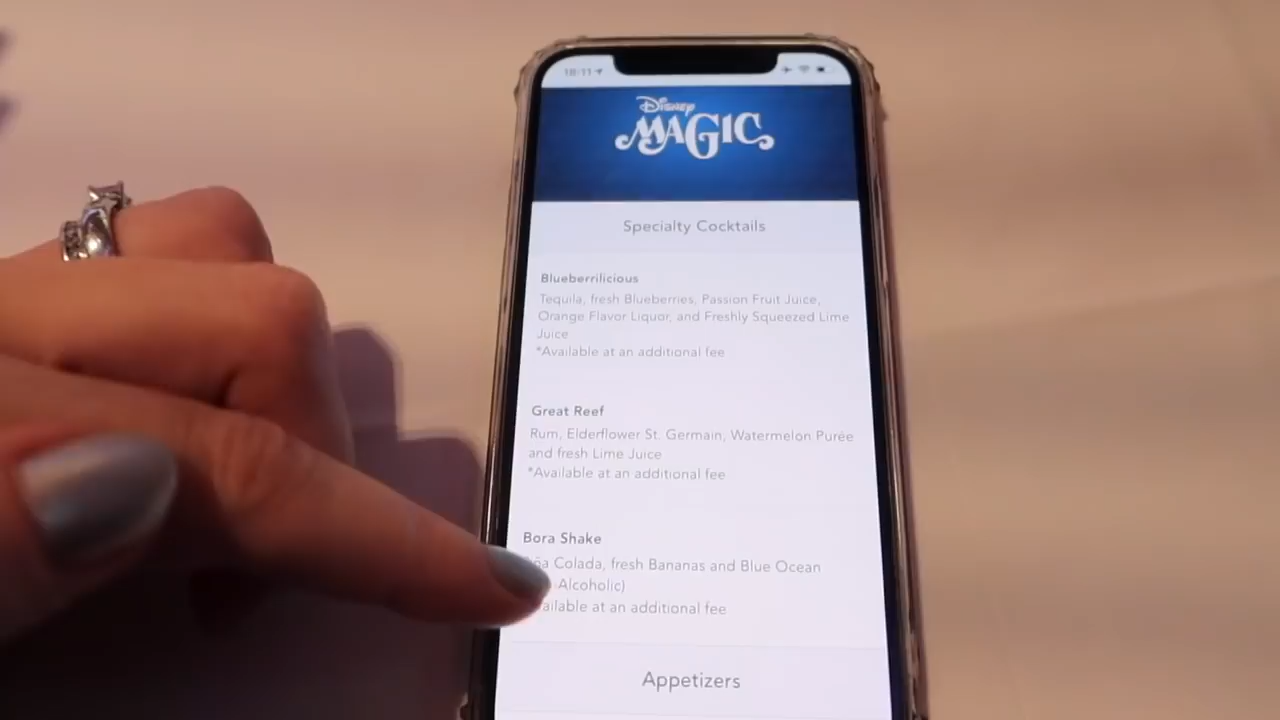 18:11
Disney
MAGIC
Specialty Cocktails
Blueberrilicious
Tequila, fresh Blueberries, Passion Fruit Juice,
Orange Flavor Liquor, and Freshly Squeezed Lime
Juice
*Available at an additional fee
Great Reef
Rum, Elderflower St. Germain, Watermelon Purée
and fresh Lime Juice
*Available at an additional fee
Bora Shake
Colada, fresh Bananas and Blue Ocean
Alcoholic)
at an additional fee
Appetizers